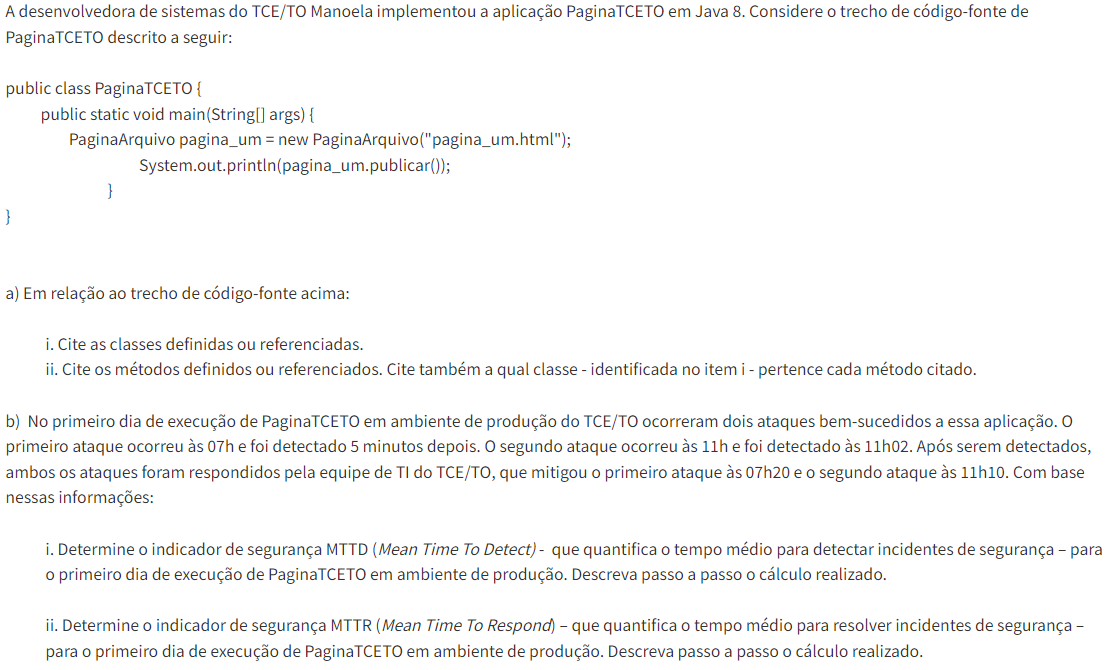 A desenvolvedora de sistemas do TCE/TO Manoela implementou a aplicação PaginaTCETO em Java 8. Considere o trecho de código-fonte de
PaginaTCETO descrito a seguir:
public class PaginaTCETO {
public static void main(String[] args) {
PaginaArquivo pagina_um = new PaginaArquivo("pagina_um.html");
System.out.println(pagina_um.publicar());
}
}
a) Em relação ao trecho de código-fonte acima:
i. Cite as classes definidas ou referenciadas.
ii. Cite os métodos definidos ou referenciados. Cite também a qual classe - identificada no item i - pertence cada método citado.
b) No primeiro dia de execução de PaginaTCETO em ambiente de produção do TCE/TO ocorreram dois ataques bem-sucedidos a essa aplicação. O
primeiro ataque ocorreu às 07h e foi detectado 5 minutos depois. O segundo ataque ocorreu às 11h e foi detectado às 11h02. Após serem detectados,
ambos os ataques foram respondidos pela equipe de TI do TCE/TO, que mitigou o primeiro ataque às 07h20 e o segundo ataque às 11h10. Com base
nessas informações:
i. Determine o indicador de segurança MTTD (Mean Time To Detect) - que quantifica o tempo médio para detectar incidentes de segurança – para
o primeiro dia de execução de PaginaTCETO em ambiente de produção. Descreva passo a passo o cálculo realizado.
ii. Determine o indicador de segurança MTTR (Mean Time To Respond) – que quantifica o tempo médio para resolver incidentes de segurança –
para o primeiro dia de execução de PaginaTCETO em ambiente de produção. Descreva passo a passo o cálculo realizado.